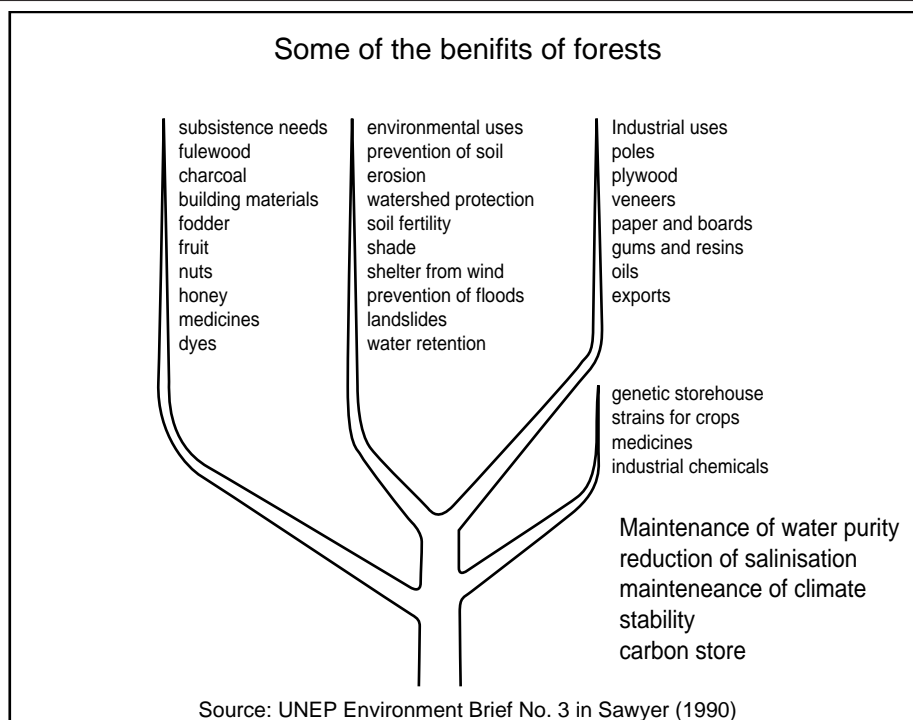 Some of the benifits of forests
subsistence needs
fulewood
charcoal
building materials
fodder
fruit
nuts
honey
medicines
dyes
environmental uses
prevention of soil
erosion
watershed protection
soil fertility
shade
shelter from wind
prevention of floods
landslides
water retention
Industrial uses
poles
plywood
veneers
paper and boards
gums and resins
oils
exports
genetic storehouse
strains for crops
medicines
industrial chemicals
Maintenance of water purity
reduction of salinisation
mainteneance of climate
stability
carbon store
Source: UNEP Environment Brief No. 3 in Sawyer (1990)